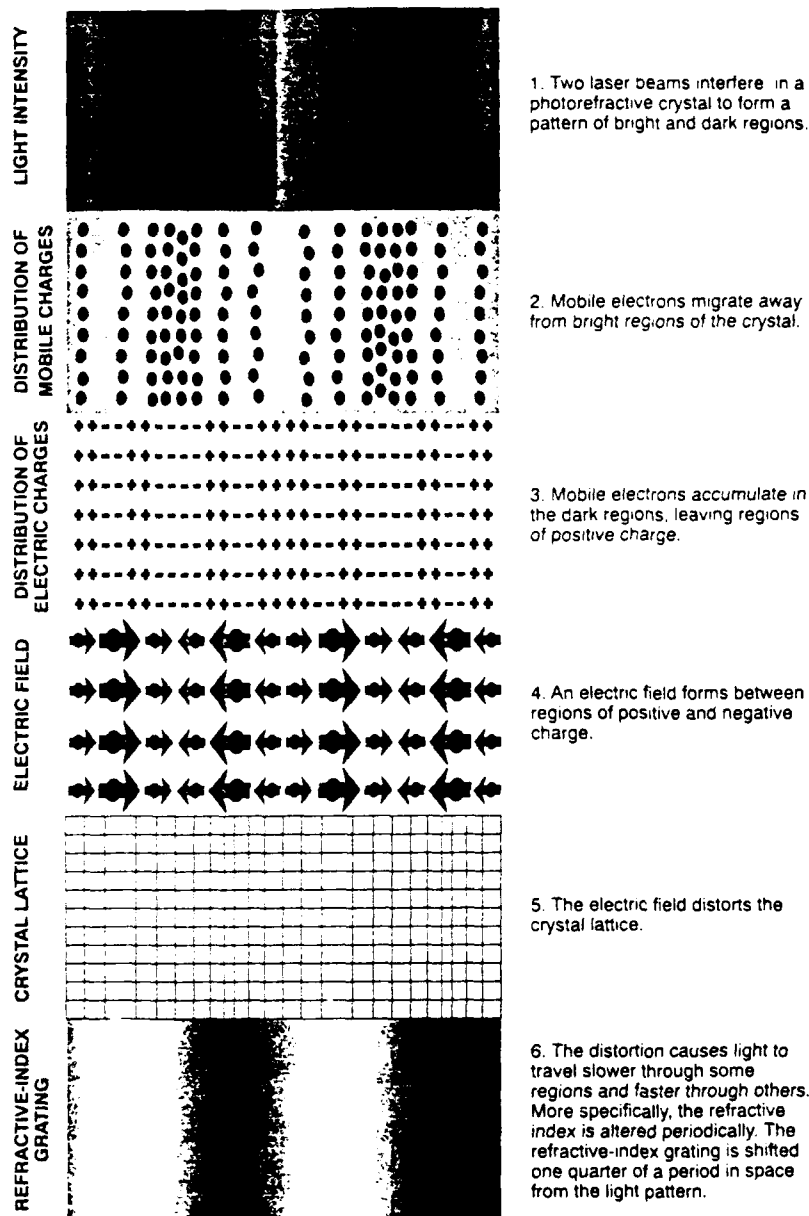 LIGHT INTENSITY
1. Two laser beams interfere in a
photorefractive crystal to form a
pattern of bright and dark regions.
DISTRIBUTION OF
MOBILE CHARGES
2. Mobile electrons migrate away
from bright regions of the crystal.
DISTRIBUTION OF
ELECTRIC CHARGES
3. Mobile electrons accumulate in
the dark regions, leaving regions
of positive charge.
ELECTRIC FIELD
4. An electric field forms between
regions of positive and negative
charge.
CRYSTAL LATTICE
5. The electric field distorts the
crystal lattice.
REFRACTIVE-INDEX
GRATING
6. The distortion causes light to
travel slower through some
regions and faster through others.
More specifically, the refractive
index is altered periodically. The
refractive-index grating is shifted
one quarter of a period in space
from the light pattern.